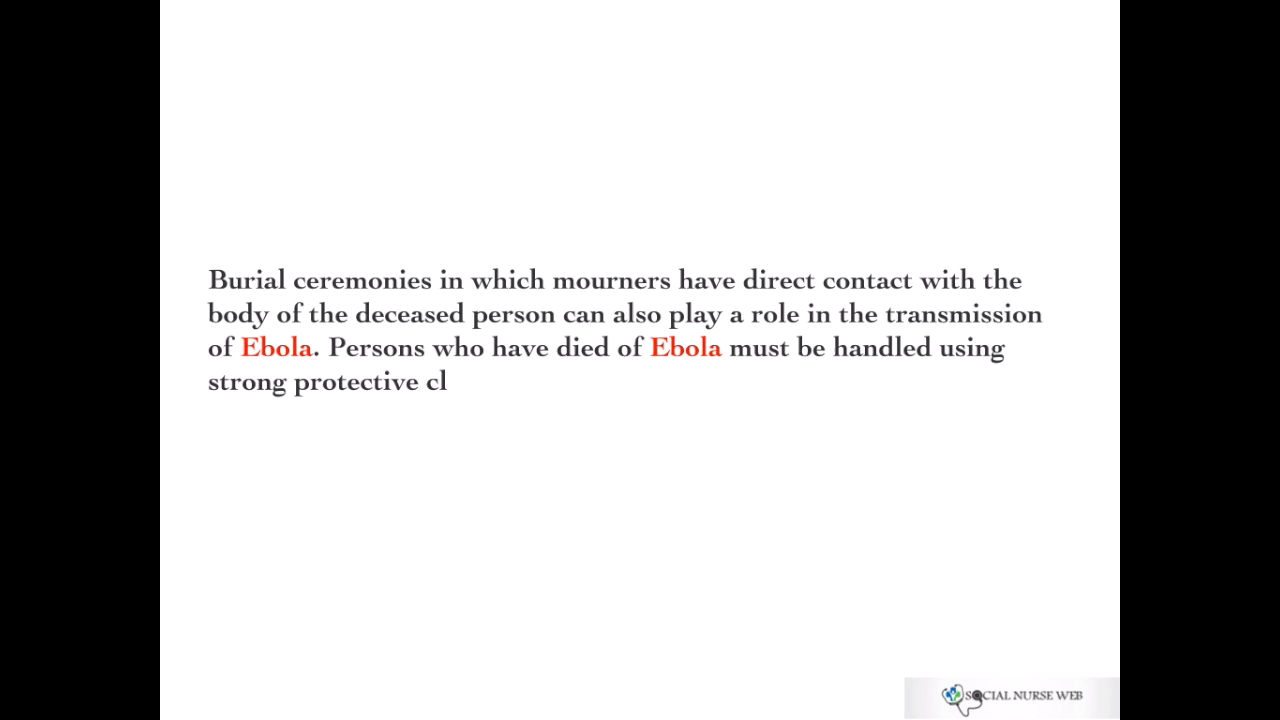 Burial ceremonies in which mourners have direct contact with the
body of the deceased person can also play a role in the transmission
of Ebola. Persons who have died of Ebola must be handled using
strong protective cl
SOCIAL NURSE WEB